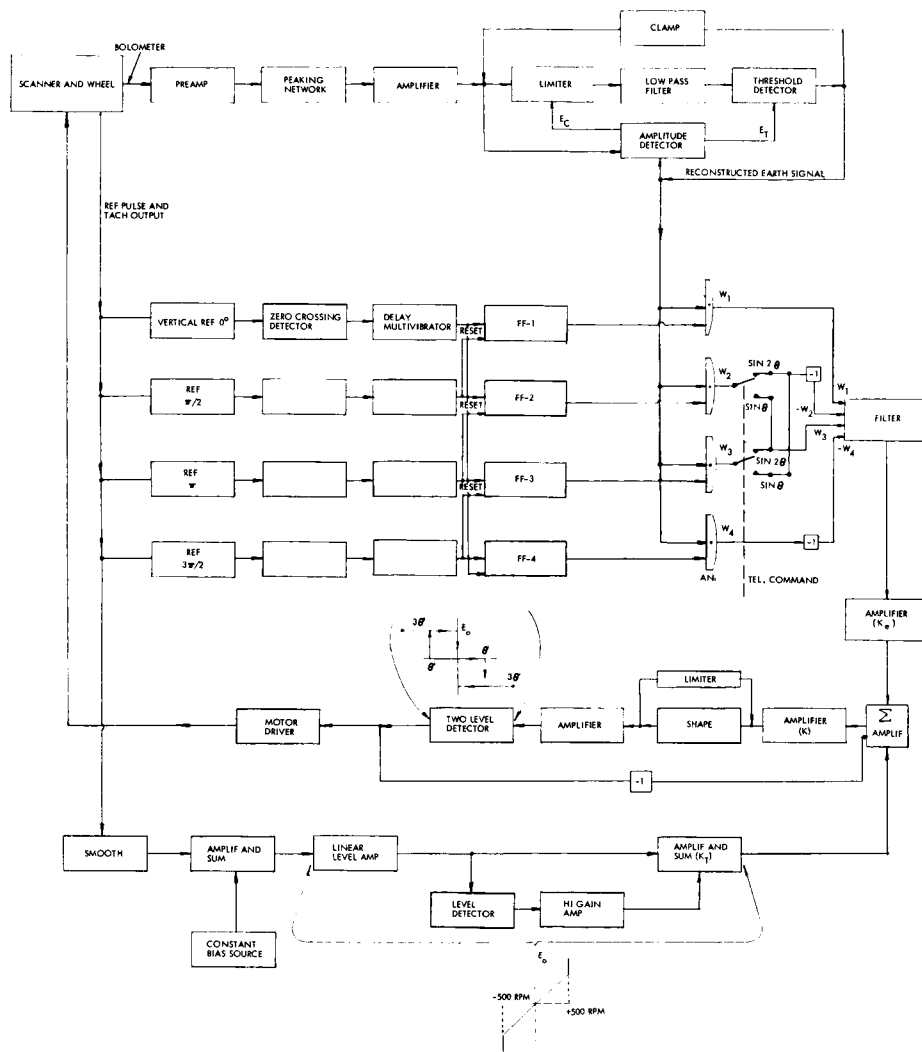 CLAMP
BOLOMETER
SCANNER AND WHEEL
PREAMP
PEAKING
NETWORK
AMPLIFIER
LIMITER
LOW PASS
FILTER
THRESHOLD
DETECTOR
E_C
AMPLITUDE
DETECTOR
E_T
RECONSTRUCTED EARTH SIGNAL
REF PULSE AND
TACH OUTPUT
VERTICAL REF 0°
ZERO CROSSING
DETECTOR
DELAY
MULTIVIBRATOR
RESET
FF-1
W_1
REF
π/2
RESET
FF-2
W_2
SIN 2θ
-1
W_1
-W_2
SIN θ
FILTER
REF
π
RESET
FF-3
W_3
SIN 2θ
W_3
-W_4
SIN θ
REF
3π/2
FF-4
W_4
-1
TEL. COMMAND
AMPLIFIER
(K_e)
3θ'
E_o
θ'
θ'
3θ'
LIMITER
MOTOR
DRIVER
TWO LEVEL
DETECTOR
AMPLIFIER
SHAPE
AMPLIFIER
(K)
Σ
AMPLIF
-1
SMOOTH
AMPLIF AND
SUM
LINEAR
LEVEL AMP
AMPLIF AND
SUM (K_T)
LEVEL
DETECTOR
HI GAIN
AMP
CONSTANT
BIAS SOURCE
E_o
-500 RPM
+500 RPM